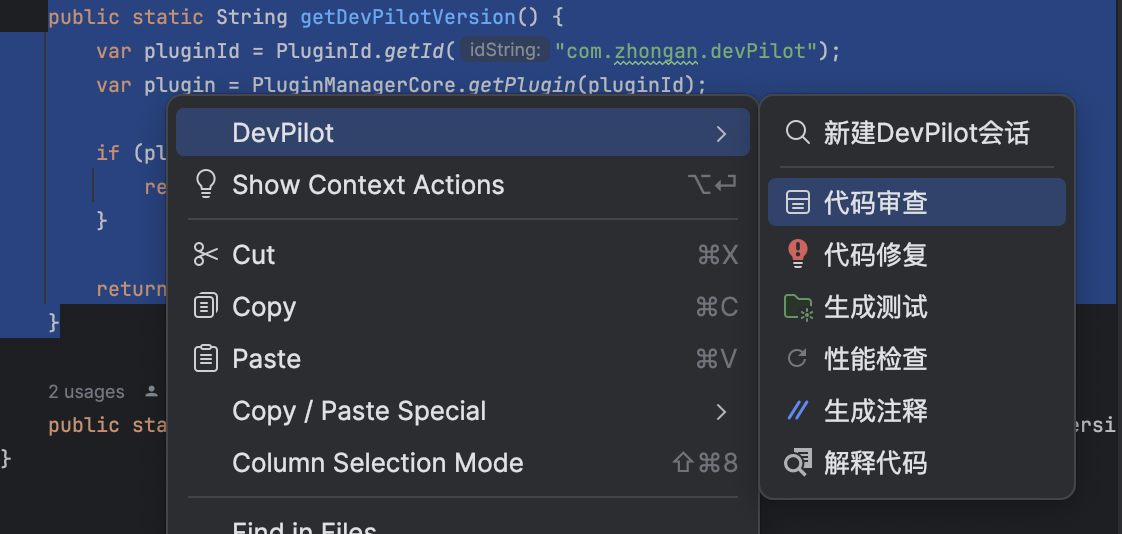 public static String getDevPilotVersion() {
var pluginId = PluginId.getId( idString: "com.zhongan.devPilot");
var plugin = PluginManagerCore.getPlugin(pluginId);
if (pl
re
}
return
}
2 usages
public sta
ersi
}
DevPilot
Show Context Actions ⌥↩
Cut ⌘X
Copy ⌘C
Paste ⌘V
Copy / Paste Special
Column Selection Mode ⇧⌘8
Find in Files
新建DevPilot会话
代码审查
代码修复
生成测试
性能检查
生成注释
解释代码